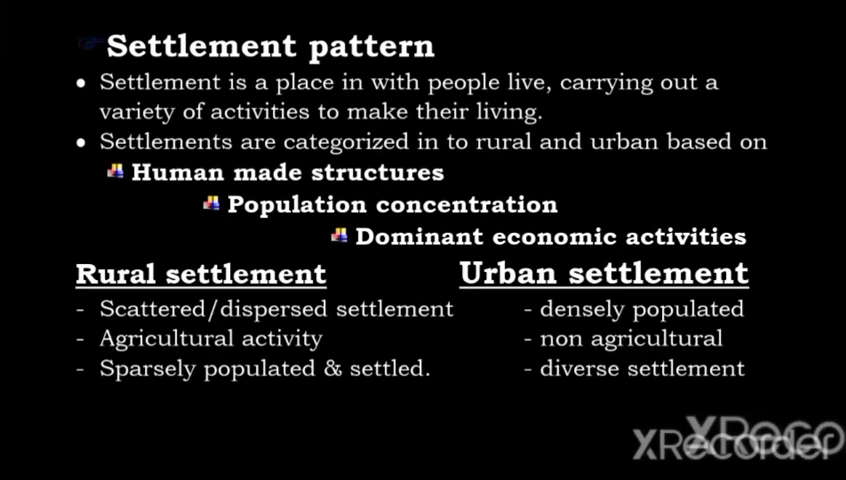 Settlement pattern
• Settlement is a place in with people live, carrying out a
variety of activities to make their living.
• Settlements are categorized in to rural and urban based on
Human made structures
Population concentration
Dominant economic activities
Rural settlement Urban settlement
- Scattered/dispersed settlement - densely populated
- Agricultural activity - non agricultural
- Sparsely populated & settled. - diverse settlement
XReco
XRecorder